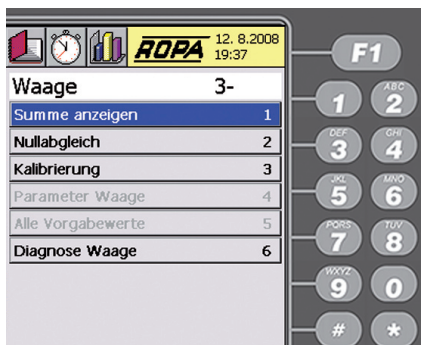 ROPA
12. 8.2008
19:37
F1
Waage 3-
Summe anzeigen 1
Nullabgleich 2
Kalibrierung 3
Parameter Waage 4
Alle Vorgabewerte 5
Diagnose Waage 6
1
ABC
2
DEF
3
GHI
4
JKL
5
MNO
6
PQRS
7
TUV
8
WXYZ
9
0
#
*